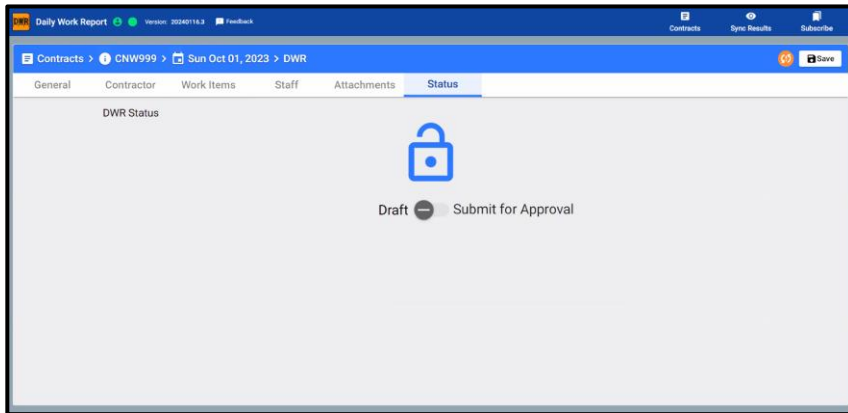 DWR Daily Work Report Version: 20240116.3 Feedback
Contracts Sync Results Subscribe
Contracts > CNW999 > Sun Oct 01, 2023 > DWR Save
General Contractor Work Items Staff Attachments Status
DWR Status
Draft Submit for Approval